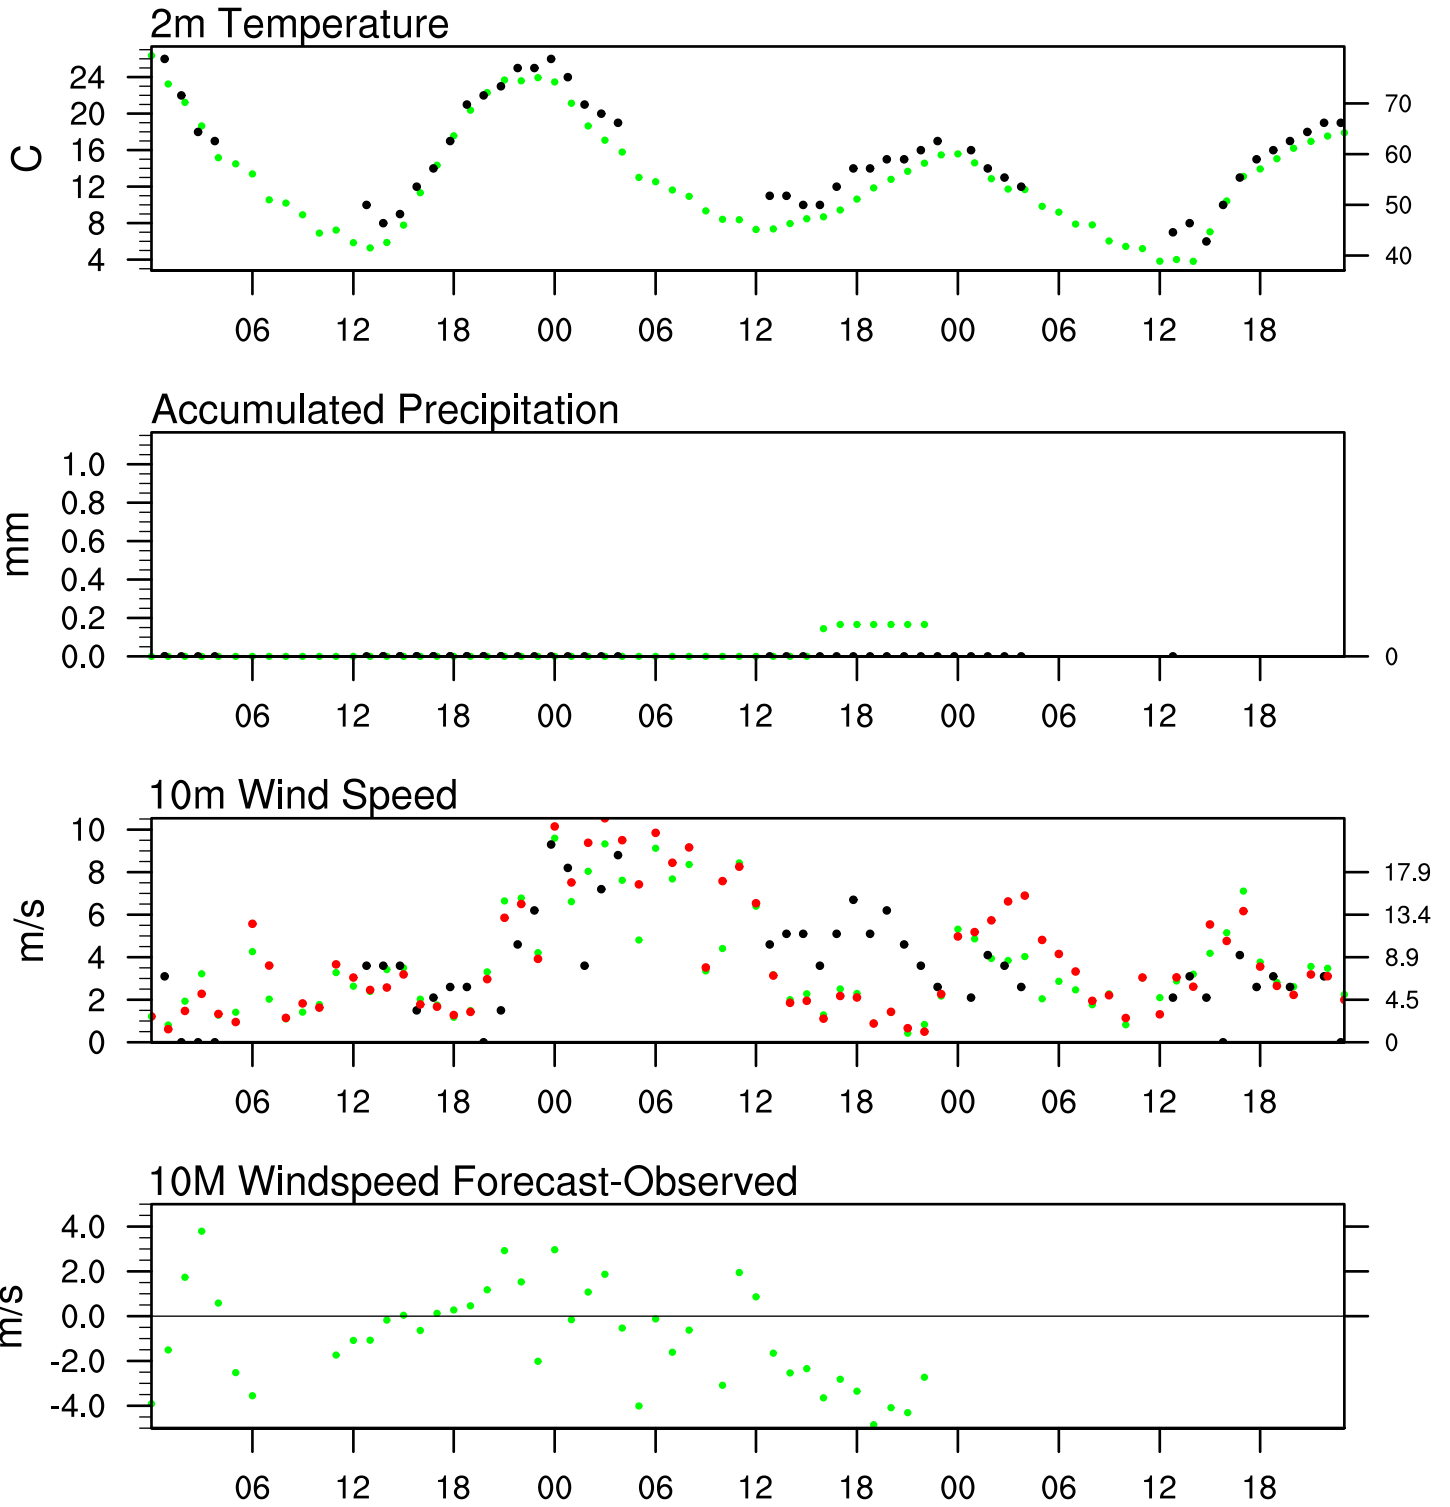 2m Temperature
24
20
16
12
8
4
C
70
60
50
40
06 12 18 00 06 12 18 00 06 12 18
Accumulated Precipitation
1.0
0.8
0.6
0.4
0.2
0.0
mm
0
06 12 18 00 06 12 18 00 06 12 18
10m Wind Speed
10
8
6
4
2
0
m/s
17.9
13.4
8.9
4.5
0
06 12 18 00 06 12 18 00 06 12 18
10M Windspeed Forecast-Observed
4.0
2.0
0.0
-2.0
-4.0
m/s
06 12 18 00 06 12 18 00 06 12 18